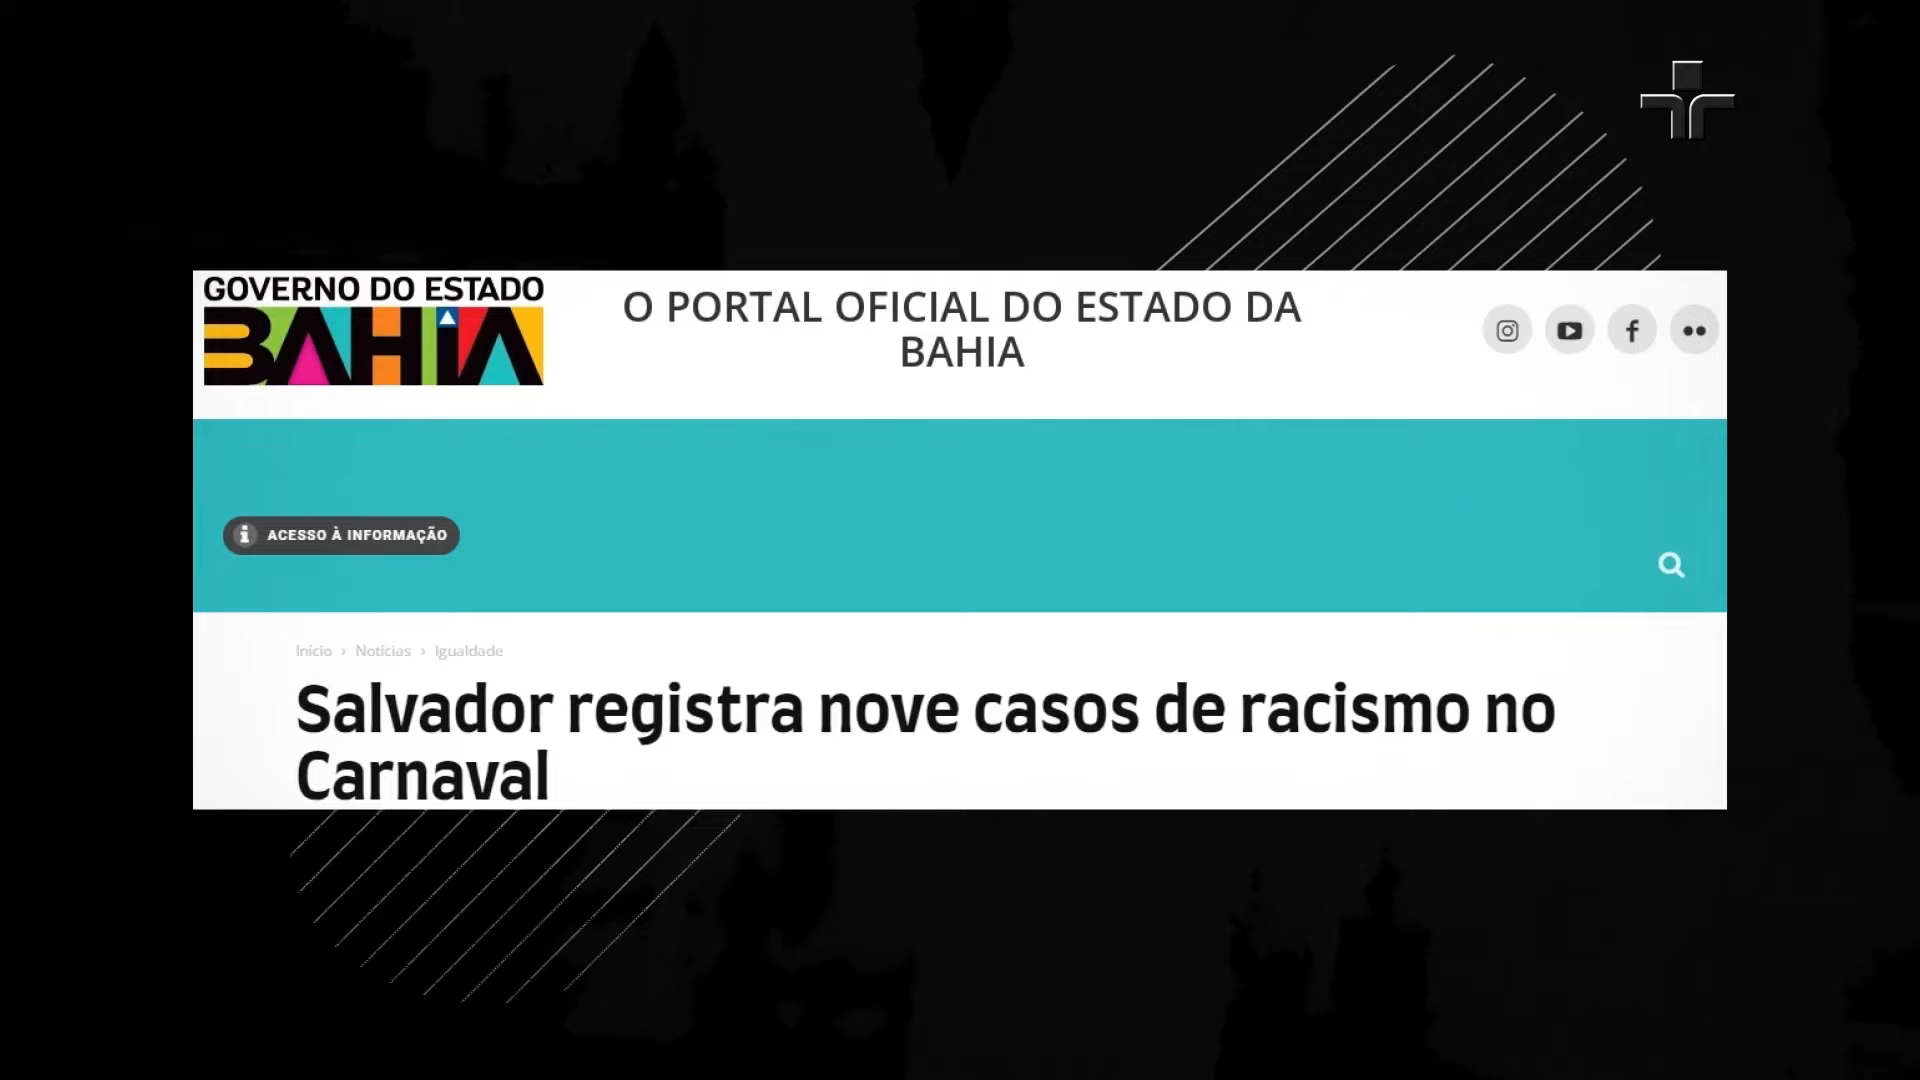 GOVERNO DO ESTADO
BAHIA
O PORTAL OFICIAL DO ESTADO DA
BAHIA
ACESSO À INFORMAÇÃO
Início › Notícias › Igualdade
Salvador registra nove casos de racismo no
Carnaval